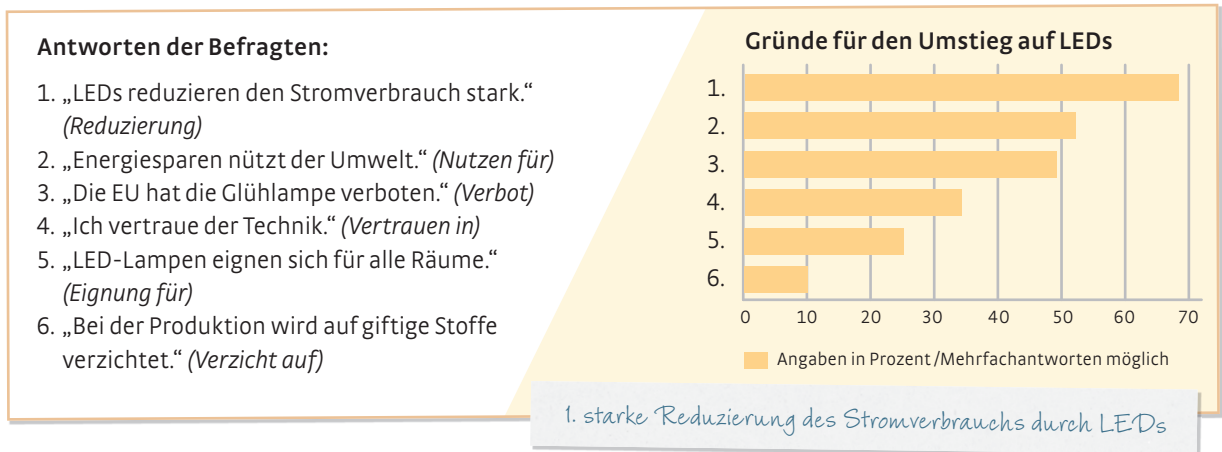 Antworten der Befragten:
1. „LEDs reduzieren den Stromverbrauch stark.“
(Reduzierung)
2. „Energiesparen nützt der Umwelt.“ (Nutzen für)
3. „Die EU hat die Glühlampe verboten.“ (Verbot)
4. „Ich vertraue der Technik.“ (Vertrauen in)
5. „LED-Lampen eignen sich für alle Räume.“
(Eignung für)
6. „Bei der Produktion wird auf giftige Stoffe
verzichtet.“ (Verzicht auf)
Gründe für den Umstieg auf LEDs
1.
2.
3.
4.
5.
6.
0 10 20 30 40 50 60 70
Angaben in Prozent/Mehrfachantworten möglich
1. starke Reduzierung des Stromverbrauchs durch LEDs